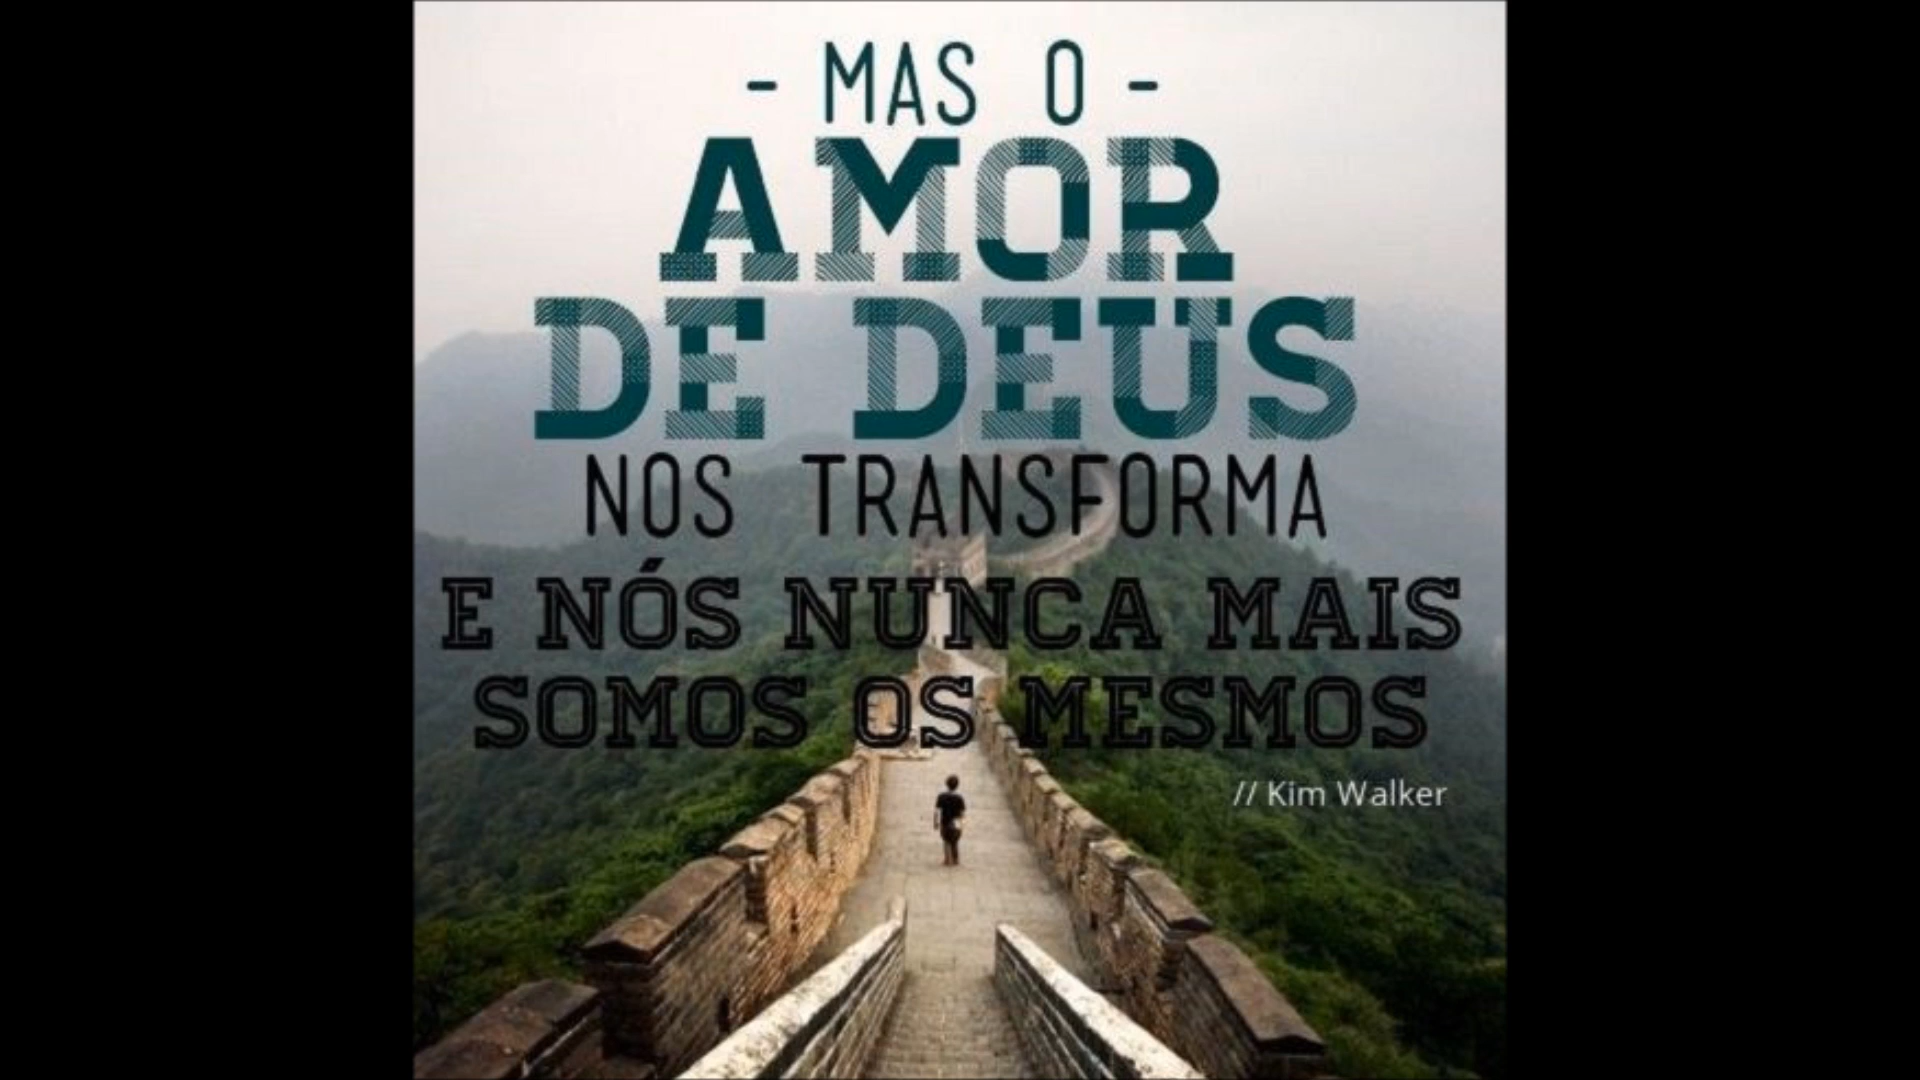 - MAS O -
AMOR
DE DEUS
NOS TRANSFORMA
E NÓS NUNCA MAIS
SOMOS OS MESMOS
// Kim Walker